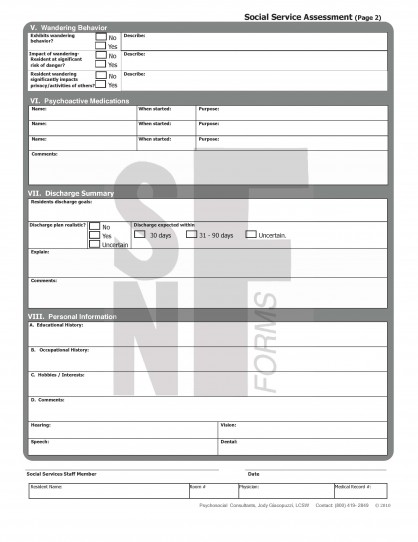 Social Service Assessment (Page 2)
V. Wandering Behavior
Exhibits wandering behavior?
No
Yes
Describe:
Impact of wandering- Resident at significant risk of danger?
No
Yes
Describe:
Resident wandering significantly impacts privacy/activities of others?
No
Yes
Describe:
VI. Psychoactive Medications
Name: When started: Purpose:
Name: When started: Purpose:
Name: When started: Purpose:
Comments:
VII. Discharge Summary
Residents discharge goals:
Discharge plan realistic?
No
Yes
Uncertain
Discharge expected within
30 days 31 - 90 days Uncertain.
Explain:
Comments:
VIII. Personal Information
A. Educational History:
B. Occupational History:
C. Hobbies / Interests:
D. Comments:
Hearing: Vision:
Speech: Dental:
SNF
FORMS
Social Services Staff Member Date
Resident Name: Room # Physician: Medical Record #:
Psychosocial Consultants, Judy Giacoquard, LCSW Contact: (800) 419-
© 2010